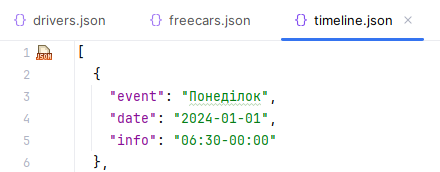 drivers.json freecars.json timeline.json ×
1 JSON [
2 {
3 "event": "Понеділок",
4 "date": "2024-01-01",
5 "info": "06:30-00:00"
6 },